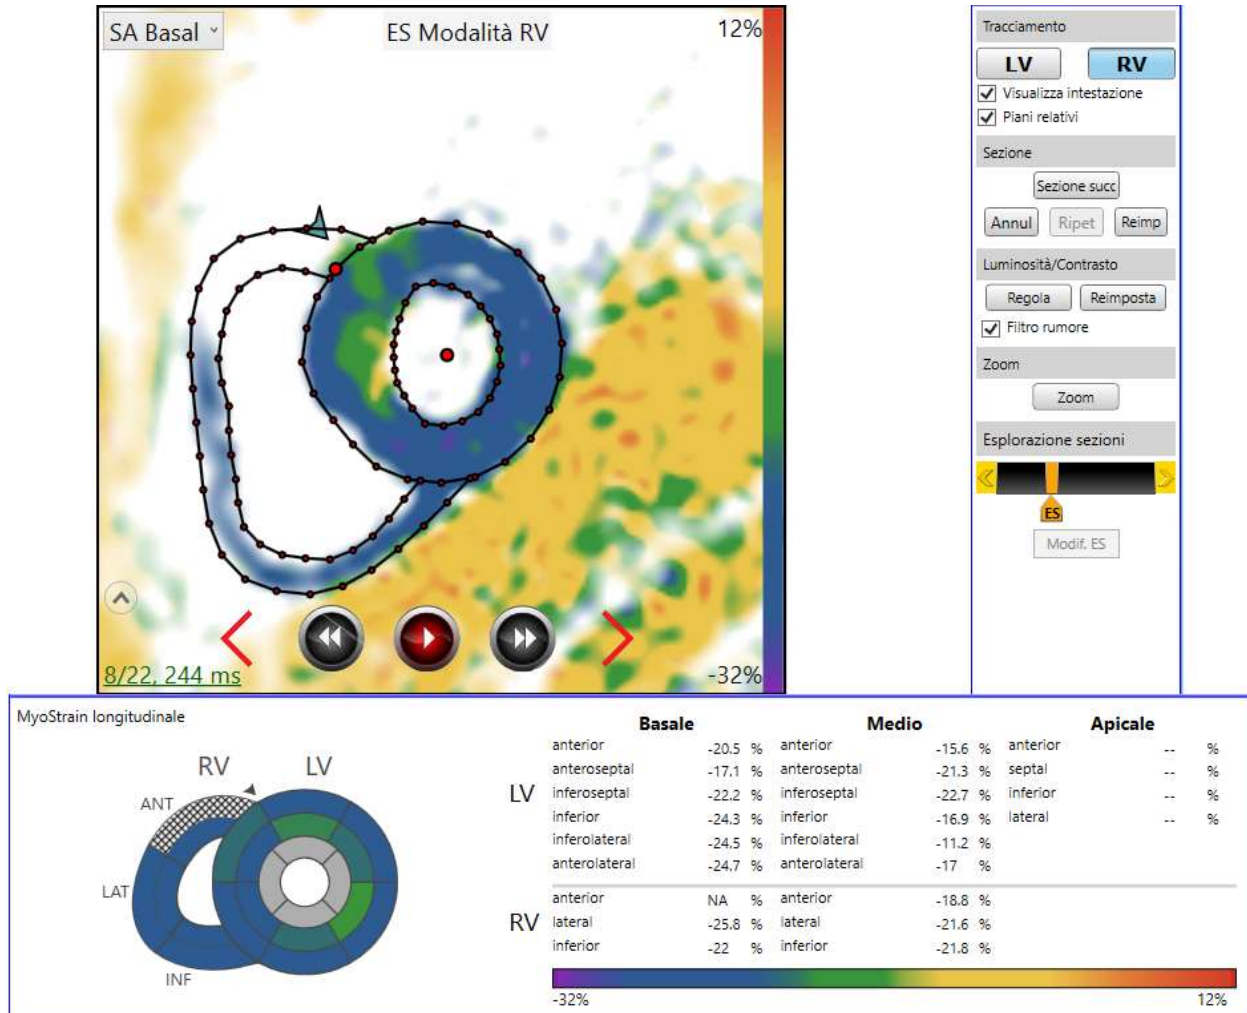 SA Basal
ES Modalità RV
12%
8/22, 244 ms
-32%
Tracciamento
LV RV
Visualizza intestazione
Piani relativi
Sezione
Sezione succ
Annul Ripet Reimp
Luminosità/Contrasto
Regola Reimposta
Filtro rumore
Zoom
Zoom
Esplorazione sezioni
ES
Modif. ES
MyoStrain longitudinale
RV LV
ANT
LAT
INF
Basale Medio Apicale
LV
anterior -20.5 % anterior -15.6 % anterior -- %
anteroseptal -17.1 % anteroseptal -21.3 % septal -- %
inferoseptal -22.2 % inferoseptal -22.7 % inferior -- %
inferior -24.3 % inferior -16.9 % lateral -- %
inferolateral -24.5 % inferolateral -11.2 %
anterolateral -24.7 % anterolateral -17 %
RV
anterior NA % anterior -18.8 %
lateral -25.8 % lateral -21.6 %
inferior -22 % inferior -21.8 %
-32% 12%